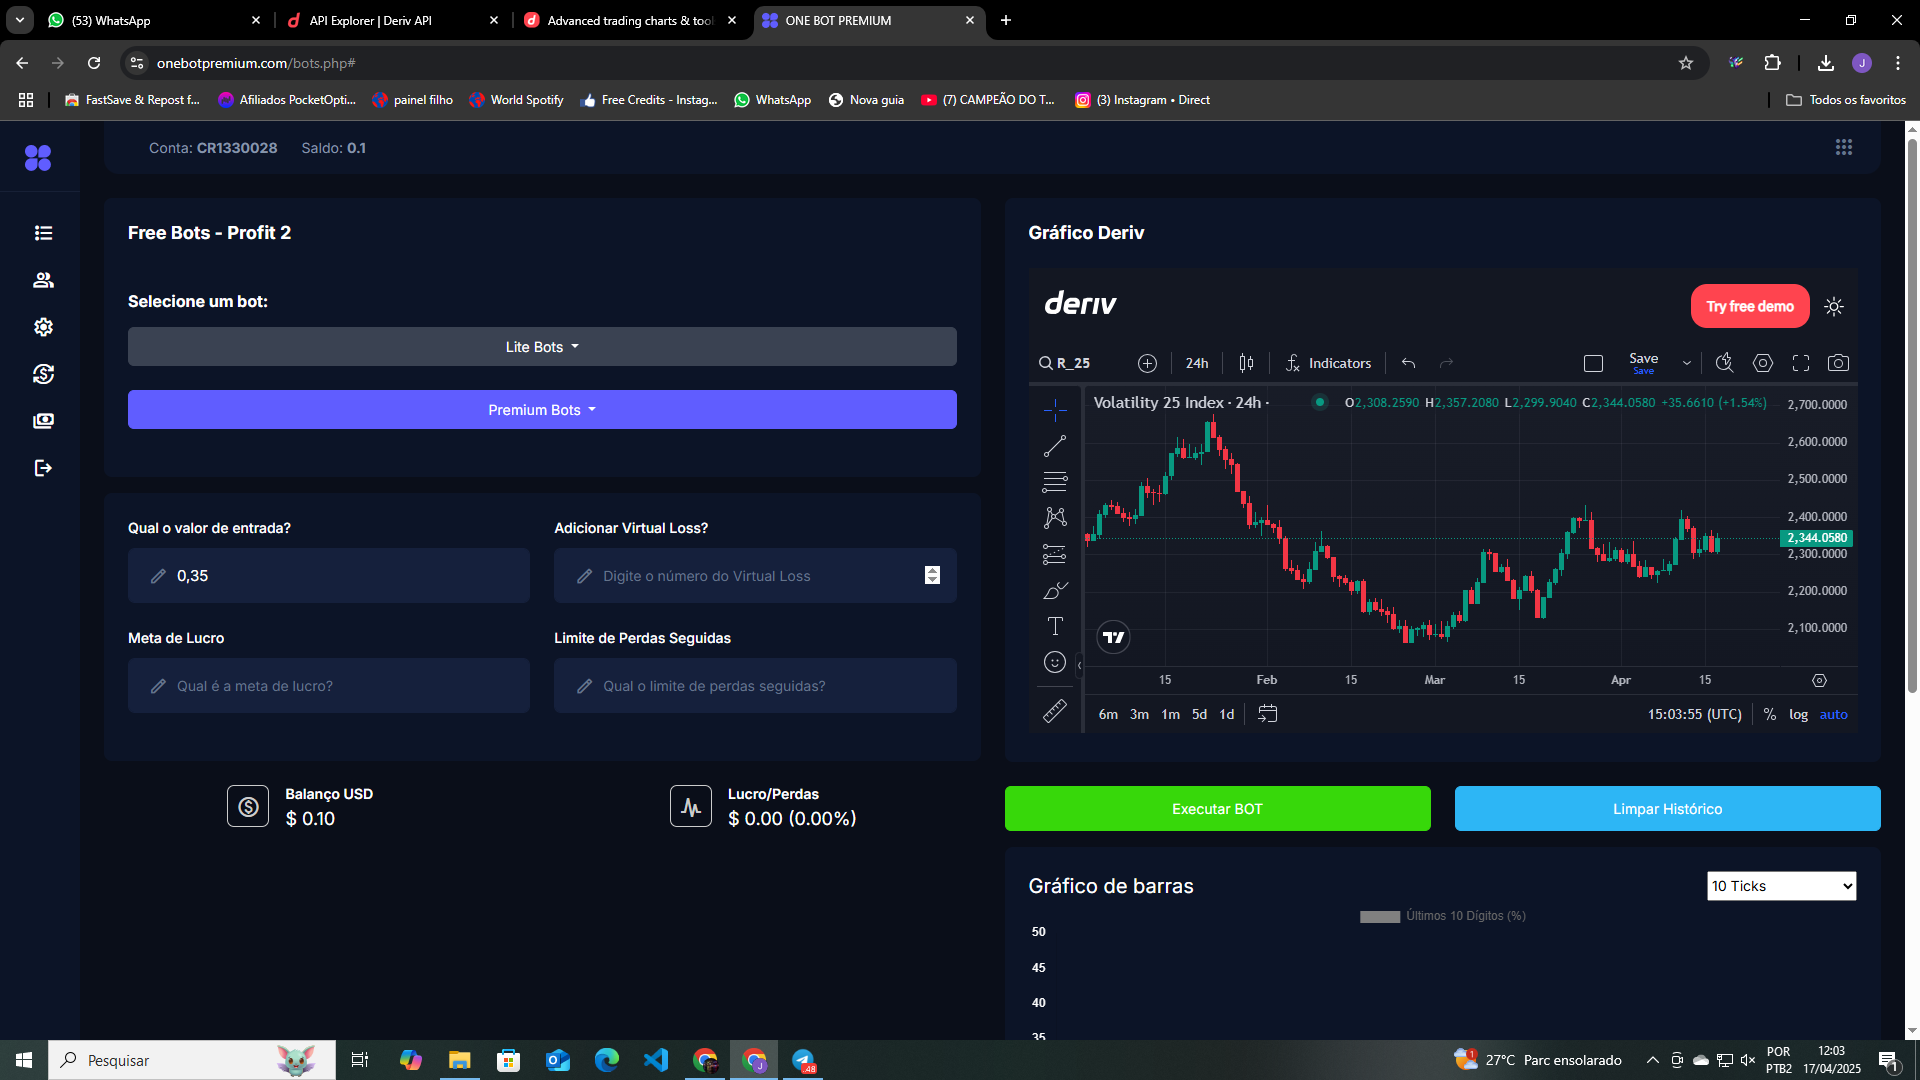 (53) WhatsApp
API Explorer | Deriv API
Advanced trading charts & tool
ONE BOT PREMIUM
onebotpremium.com/bots.php#
J
FastSave & Repost f...
Afiliados PocketOpti...
painel filho
World Spotify
Free Credits - Instag...
WhatsApp
Nova guia
(7) CAMPEÃO DO T...
(3) Instagram • Direct
Todos os favoritos
Conta: CR1330028
Saldo: 0.1
Free Bots - Profit 2
Selecione um bot:
Lite Bots
Premium Bots
Qual o valor de entrada?
0,35
Adicionar Virtual Loss?
Digite o número do Virtual Loss
Meta de Lucro
Qual é a meta de lucro?
Limite de Perdas Seguidas
Qual o limite de perdas seguidas?
Balanço USD
$ 0.10
Lucro/Perdas
$ 0.00 (0.00%)
Gráfico Deriv
deriv
Try free demo
R_25
24h
Indicators
Save
Save
Volatility 25 Index · 24h ·
O2,308.2590 H2,357.2080 L2,299.9040 C2,344.0580 +35.6610 (+1.54%)
2,700.0000
2,600.0000
2,500.0000
2,400.0000
2,344.0580
2,300.0000
2,200.0000
2,100.0000
15
Feb
15
Mar
15
Apr
15
6m
3m
1m
5d
1d
15:03:55 (UTC)
%
log
auto
Executar BOT
Limpar Histórico
Gráfico de barras
10 Ticks
Últimos 10 Dígitos (%)
50
45
40
35
Pesquisar
27°C Parc ensolarado
POR
PTB2
12:03
17/04/2025